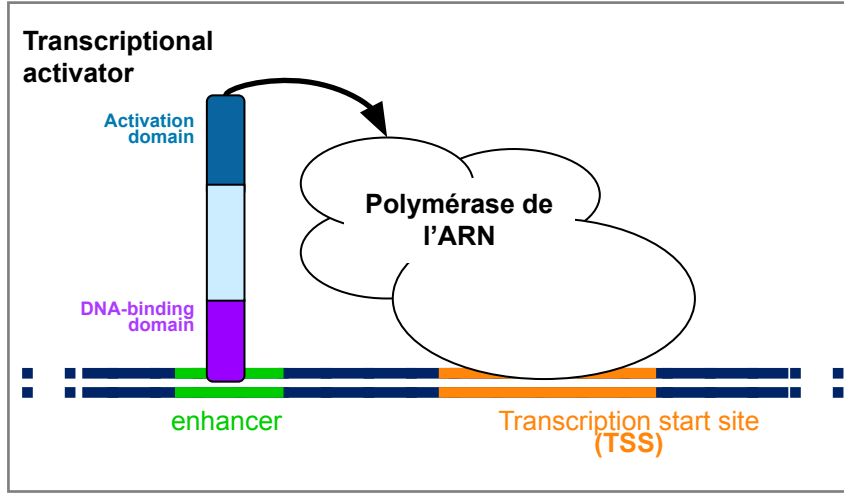 Transcriptional
activator
Activation
domain
Polymérase de
l’ARN
DNA-binding
domain
enhancer
Transcription start site
(TSS)